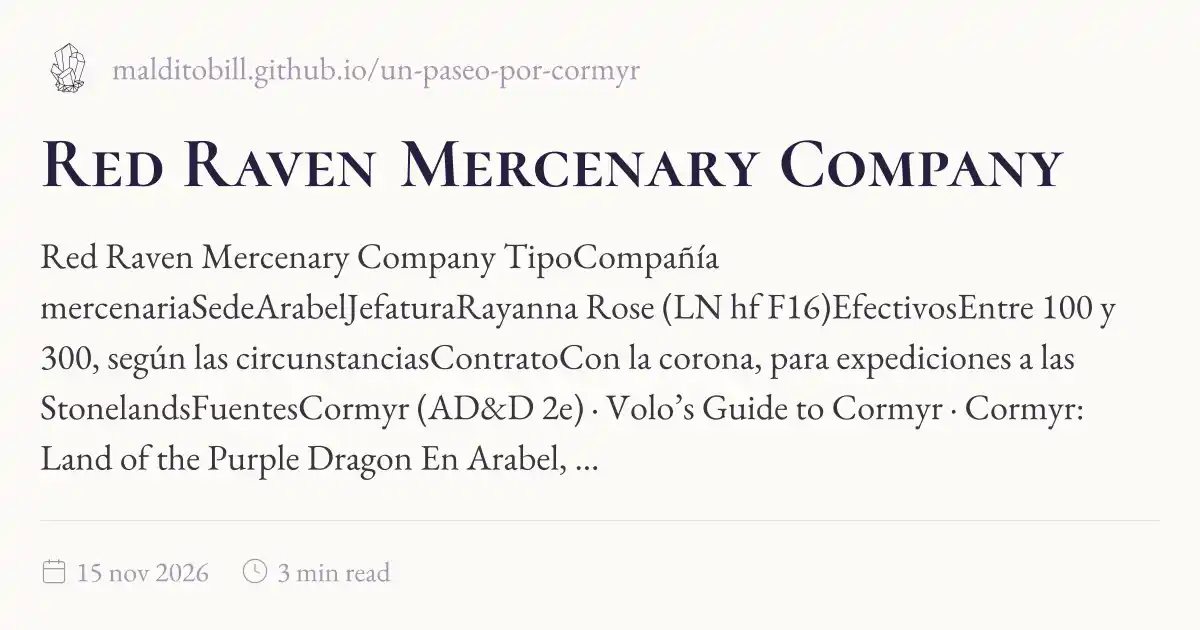 malditobill.github.io/un-paseo-por-cormyr
Red Raven Mercenary Company
Red Raven Mercenary Company TipoCompañía
mercenariaSedeArabelJefaturaRayanna Rose (LN hf F16)EfectivosEntre 100 y
300, según las circunstanciasContratoCon la corona, para expediciones a las
StonelandsFuentesCormyr (AD&D 2e) · Volo’s Guide to Cormyr · Cormyr:
Land of the Purple Dragon En Arabel, ...
15 nov 2026 3 min read